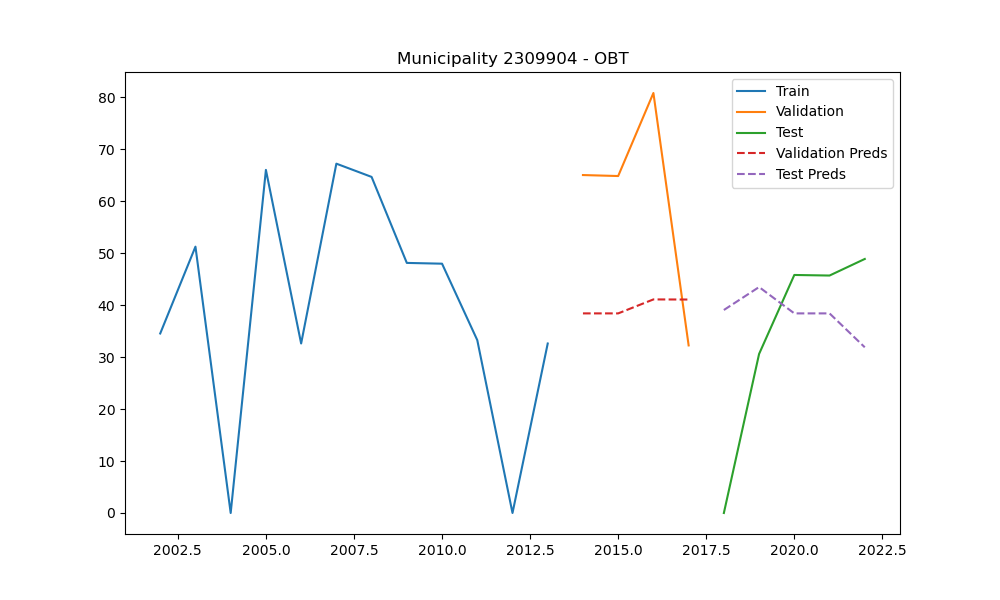 Municipality 2309904 - OBT
Train
Validation
Test
Validation Preds
Test Preds
80
70
60
50
40
30
20
10
0
2002.5 2005.0 2007.5 2010.0 2012.5 2015.0 2017.5 2020.0 2022.5